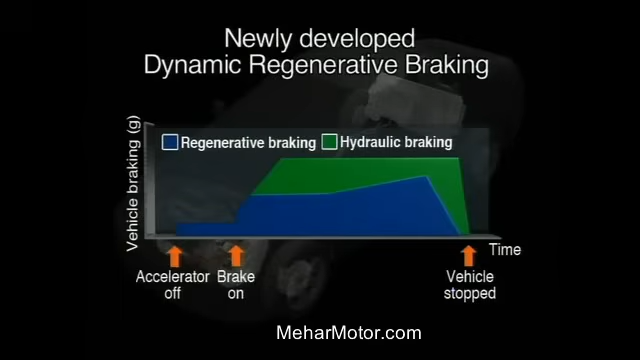 Newly developed
Dynamic Regenerative Braking
Vehicle braking (g)
Regenerative braking
Hydraulic braking
Time
Accelerator
off
Brake
on
Vehicle
stopped
MeharMotor.com